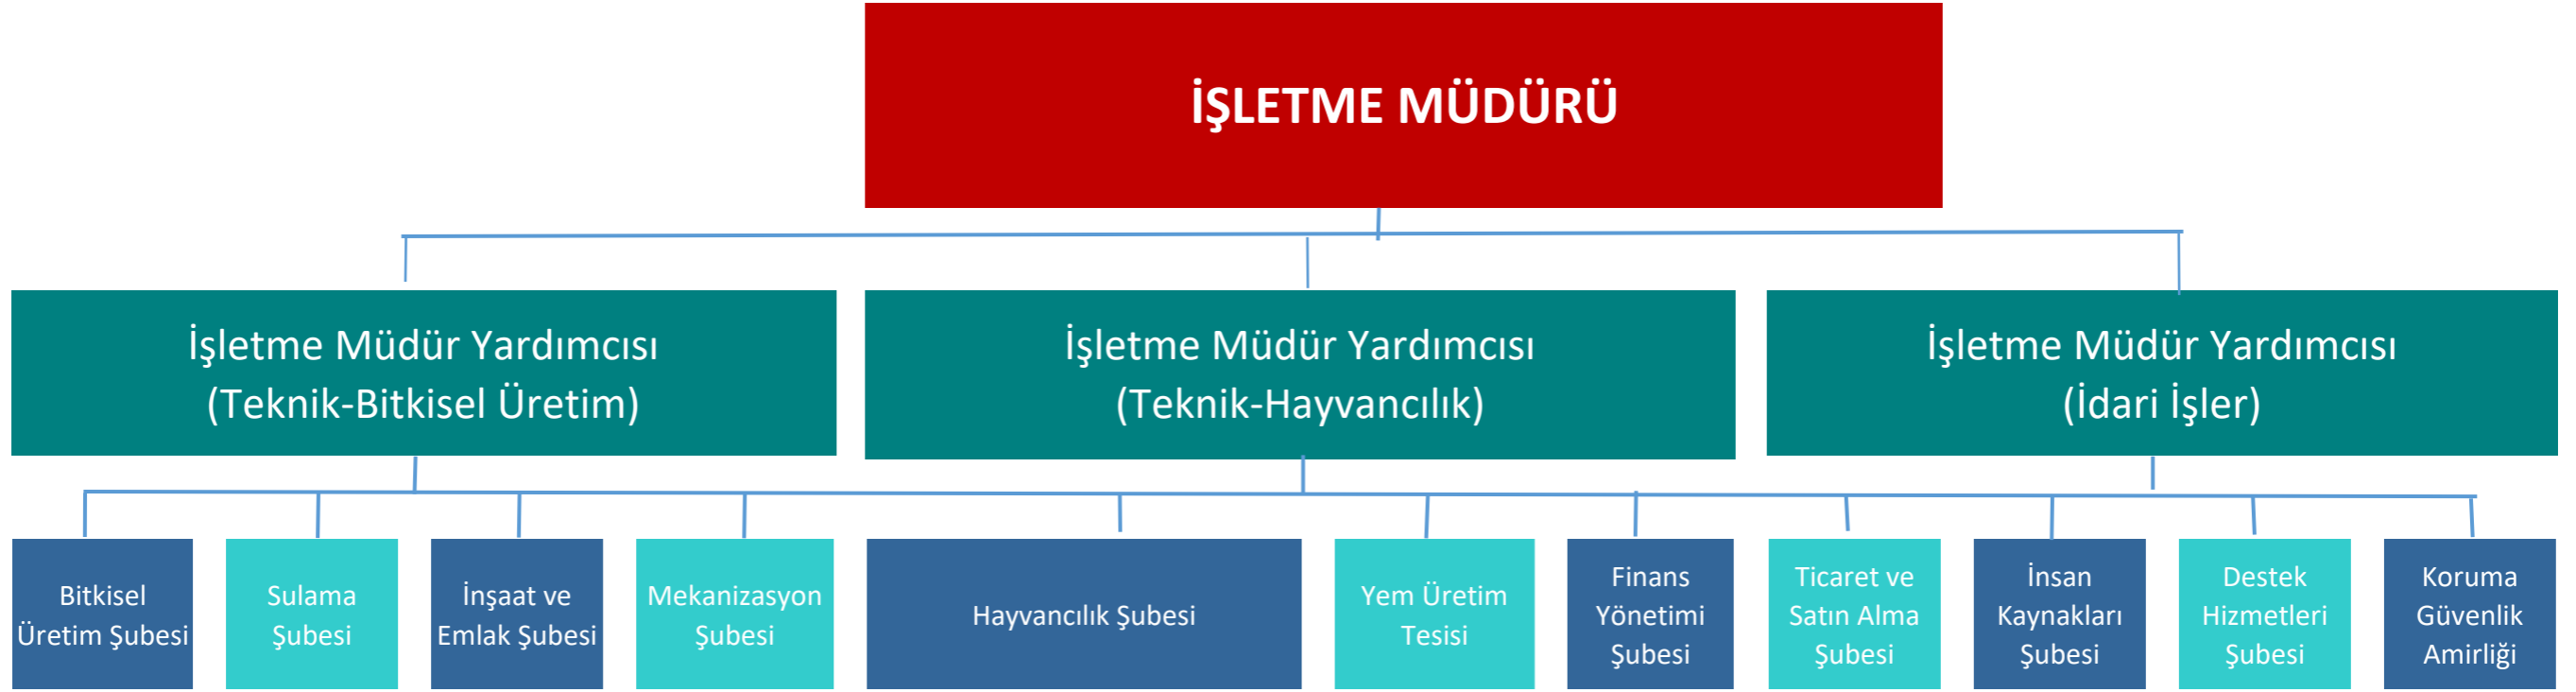 İŞLETME MÜDÜRÜ
İşletme Müdür Yardımcısı
(Teknik-Bitkisel Üretim)
İşletme Müdür Yardımcısı
(Teknik-Hayvancılık)
İşletme Müdür Yardımcısı
(İdari İşler)
Bitkisel
Üretim Şubesi
Sulama
Şubesi
İnşaat ve
Emlak Şubesi
Mekanizasyon
Şubesi
Hayvancılık Şubesi
Yem Üretim
Tesisi
Finans
Yönetimi
Şubesi
Ticaret ve
Satın Alma
Şubesi
İnsan
Kaynakları
Şubesi
Destek
Hizmetleri
Şubesi
Koruma
Güvenlik
Amirliği